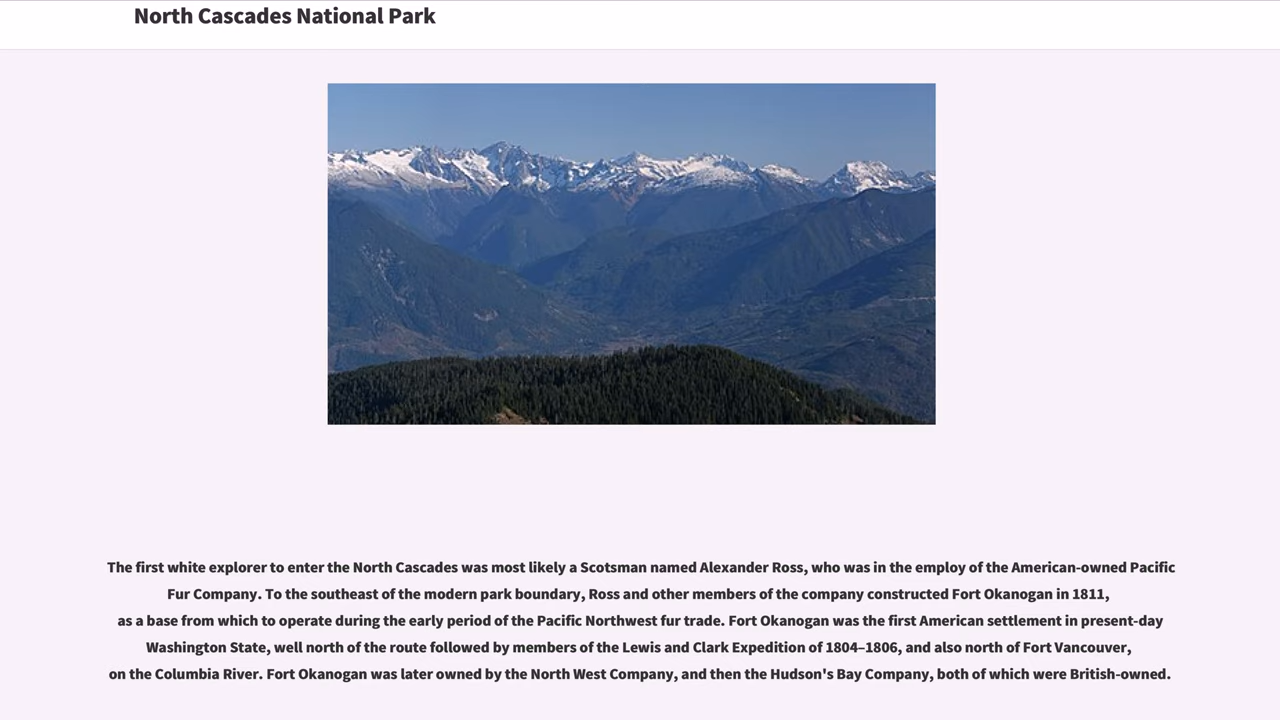 North Cascades National Park
The first white explorer to enter the North Cascades was most likely a Scotsman named Alexander Ross, who was in the employ of the American-owned Pacific
Fur Company. To the southeast of the modern park boundary, Ross and other members of the company constructed Fort Okanogan in 1811,
as a base from which to operate during the early period of the Pacific Northwest fur trade. Fort Okanogan was the first American settlement in present-day
Washington State, well north of the route followed by members of the Lewis and Clark Expedition of 1804–1806, and also north of Fort Vancouver,
on the Columbia River. Fort Okanogan was later owned by the North West Company, and then the Hudson's Bay Company, both of which were British-owned.